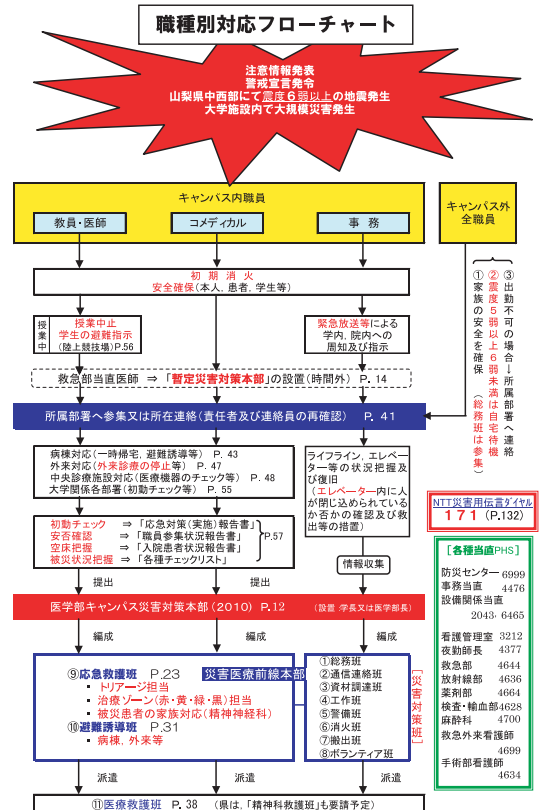 職種別対応フローチャート
注意情報発表
警戒宣言発令
山梨県中西部にて震度6弱以上の地震発生
大学施設内で大規模災害発生
キャンパス内職員
教員・医師
コメディカル
事務
キャンパス外
全職員
初期消火
安全確保(本人、患者、学生等)
①家族の安全を確保 (総務班は参集)
②震度5弱以上6弱未満は自宅待機
③出勤不可の場合→所属部署へ連絡
授業中
授業中止
学生の避難指示
(陸上競技場)P.56
緊急放送等による
学内、院内への
周知及び指示
救急部当直医師 ⇒ 「暫定災害対策本部」の設置(時間外) P. 14
所属部署へ参集又は所在連絡(責任者及び連絡員の再確認) P. 41
病棟対応(一時帰宅, 避難誘導等) P. 43
外来対応(外来診療の停止等) P. 47
中央診療施設対応(医療機器のチェック等) P. 48
大学関係各部署(初動チェック等) P. 55
ライフライン, エレベー
ター等の状況把握及
び復旧
(エレベーター内に人
が閉じ込められている
か否かの確認及び救
出等の措置)
初動チェック ⇒「応急対策(実施)報告書」
安否確認 ⇒「職員参集状況報告書」
空床把握 ⇒「入院患者状況報告書」
被災状況把握 ⇒「各種チェックリスト」
P.57
情報収集
提出
提出
医学部キャンパス災害対策本部(2010) P.12 (設置:学長又は医学部長)
編成
編成
編成
⑨応急救護班 P.23
▪ トリアージ担当
▪ 治療ゾーン(赤・黄・緑・黒)担当
▪ 被災患者の家族対応(精神神経科)
⑩避難誘導班 P.31
▪ 病棟, 外来等
災害医療前線本部
①総務班
②通信連絡班
③資材調達班
④工作班
⑤警備班
⑥消火班
⑦搬出班
⑧ボランティア班
[災害対策班]
派遣
派遣
派遣
⑪医療救護班 P. 38 (県は,「精神科救護班」も要請予定)
NTT災害用伝言ダイヤル
171 (P.132)
[各種当直PHS]
防災センター 6999
事務当直 4476
設備関係当直
2043・6465
看護管理室 3212
夜勤師長 4377
救急部 4644
放射線部 4636
薬剤部 4664
検査・輸血部4628
麻酔科 4700
救急外来看護師
4699
手術部看護師
4634